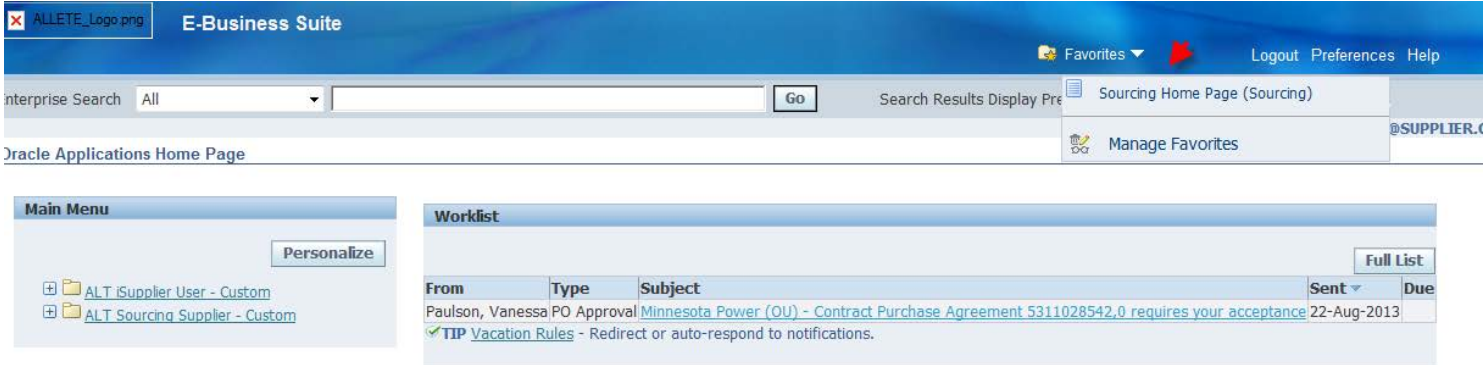 ALLETE_Logo.png
E-Business Suite
Favorites
Logout Preferences Help
nterprise Search All Go Search Results Display Pre
Sourcing Home Page (Sourcing)
@SUPPLIER.C
Manage Favorites
Oracle Applications Home Page
Main Menu
Worklist
Personalize
Full List
ALT iSupplier User - Custom
ALT Sourcing Supplier - Custom
From Type Subject Sent Due
Paulson, Vanessa PO Approval Minnesota Power (OU) - Contract Purchase Agreement 5311028542,0 requires your acceptance 22-Aug-2013
TIP Vacation Rules - Redirect or auto-respond to notifications.